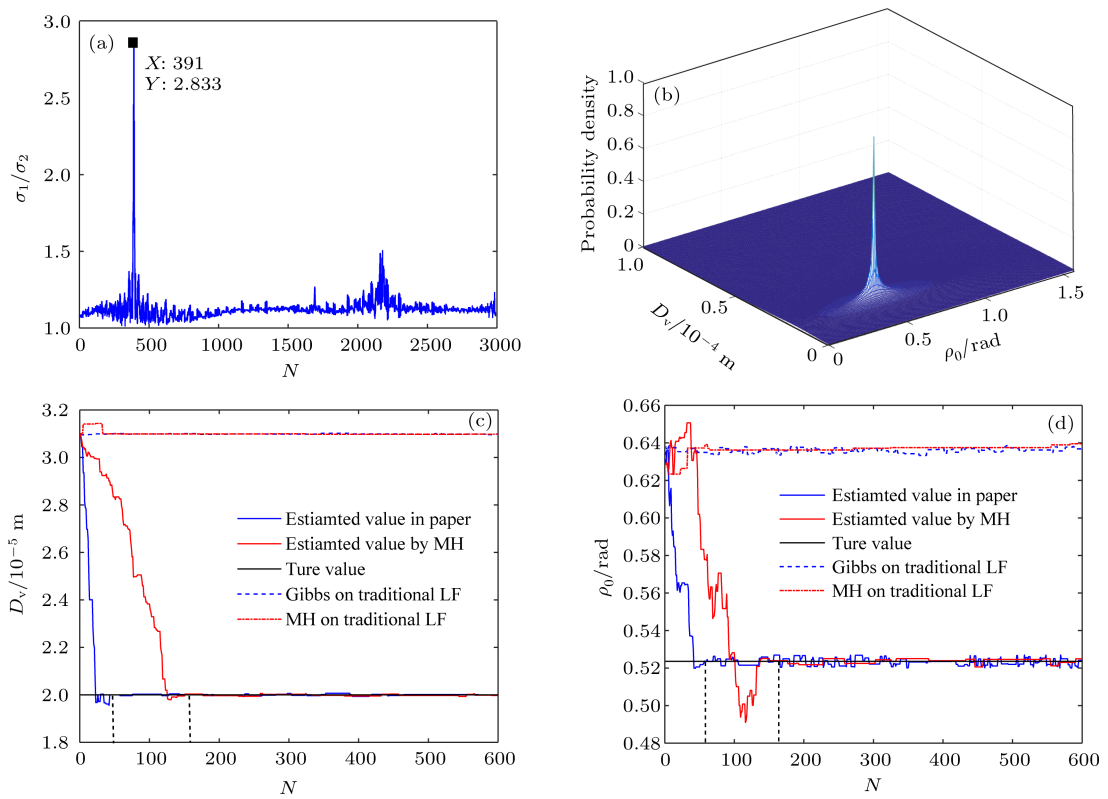 (a)
X: 391
Y: 2.833
3.0
2.5
2.0
1.5
1.0
σ₁/σ₂
0 500 1000 1500 2000 2500 3000
N
(b)
Probability density
1.0
0.8
0.6
0.4
0.2
0
1.0
0.5
0
Dᵥ/10⁻⁴ m
0
0.5
1.0
1.5
ρ₀/rad
(c)
3.2
3.0
2.8
2.6
2.4
2.2
2.0
1.8
Dᵥ/10⁻⁵ m
Estiamted value in paper
Estiamted value by MH
Ture value
Gibbs on traditional LF
MH on traditional LF
0 100 200 300 400 500 600
N
(d)
0.66
0.64
0.62
0.60
0.58
0.56
0.54
0.52
0.50
0.48
ρ₀/rad
Estiamted value in paper
Estiamted value by MH
Ture value
Gibbs on traditional LF
MH on traditional LF
0 100 200 300 400 500 600
N